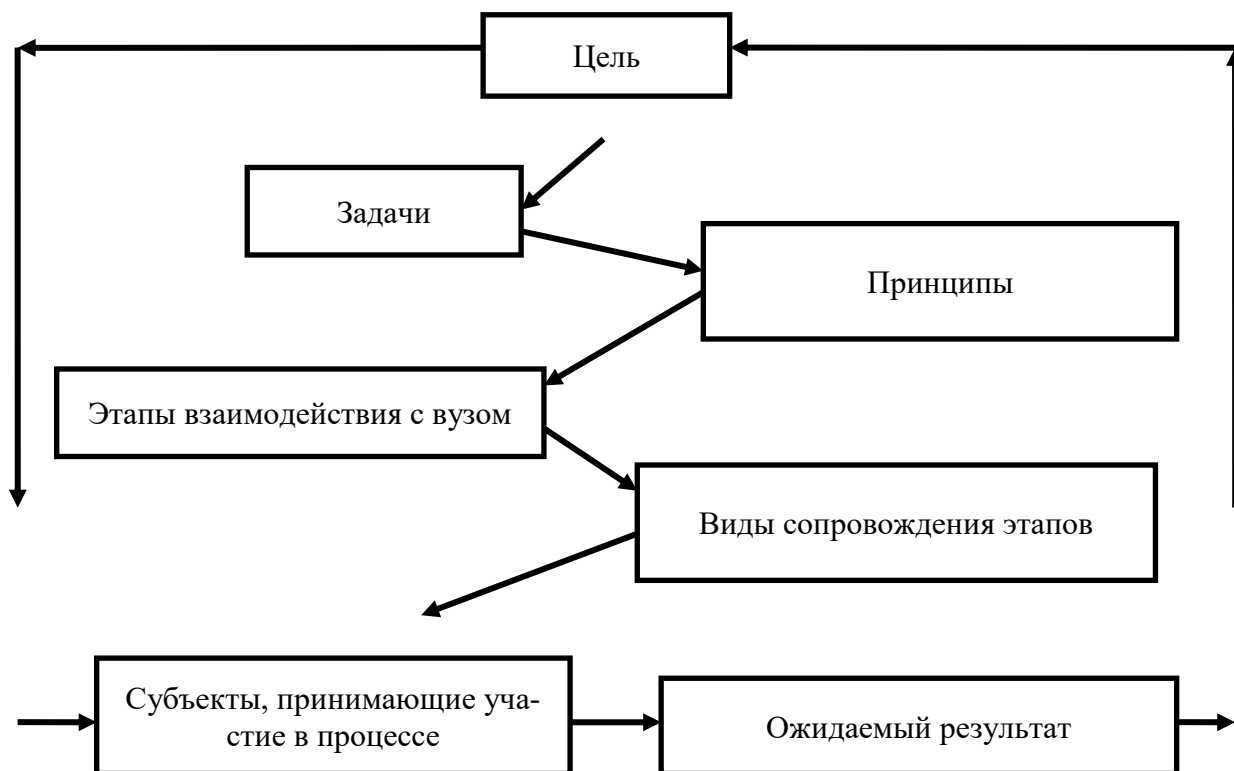 Цель
Задачи
Принципы
Этапы взаимодействия с вузом
Виды сопровождения этапов
Субъекты, принимающие уча-
стие в процессе
Ожидаемый результат